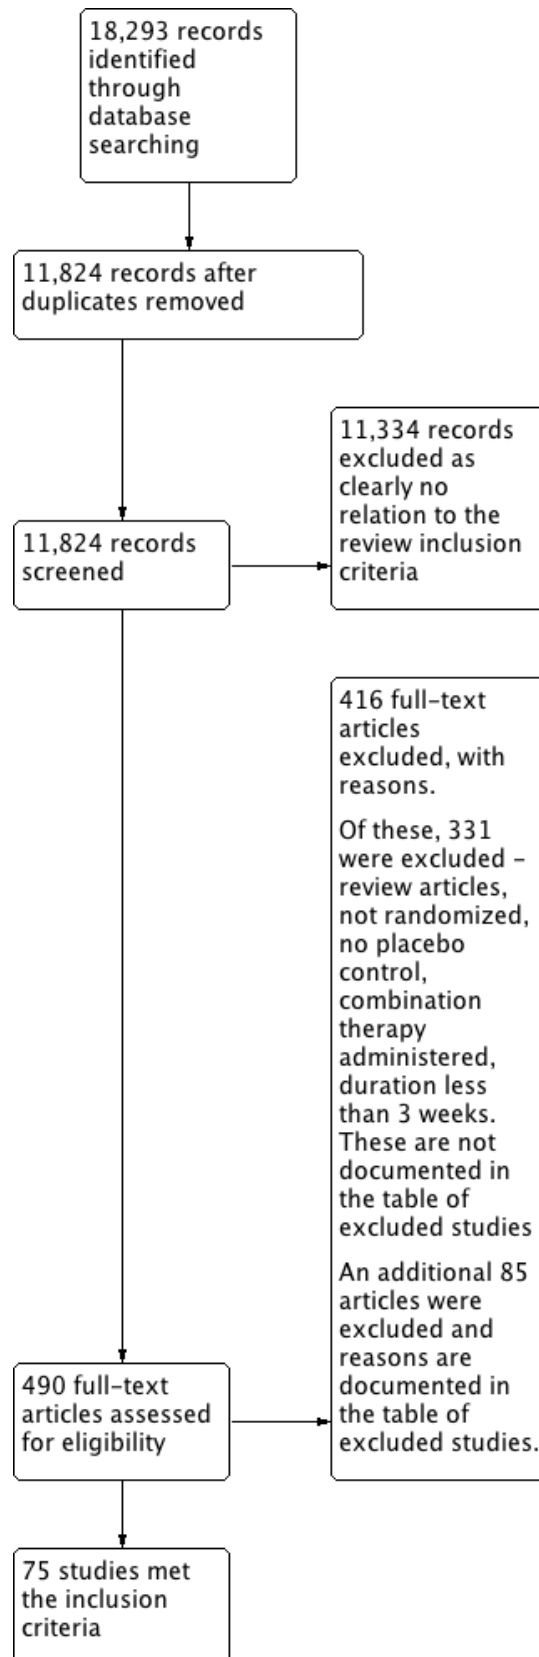 18,293 records
identified
through
database
searching
11,824 records after
duplicates removed
11,334 records
excluded as
clearly no
relation to the
review inclusion
criteria
11,824 records
screened
416 full-text
articles
excluded, with
reasons.
Of these, 331
were excluded -
review articles,
not randomized,
no placebo
control,
combination
therapy
administered,
duration less
than 3 weeks.
These are not
documented in
the table of
excluded studies
An additional 85
articles were
excluded and
reasons are
documented in
the table of
excluded studies.
490 full-text
articles assessed
for eligibility
75 studies met
the inclusion
criteria